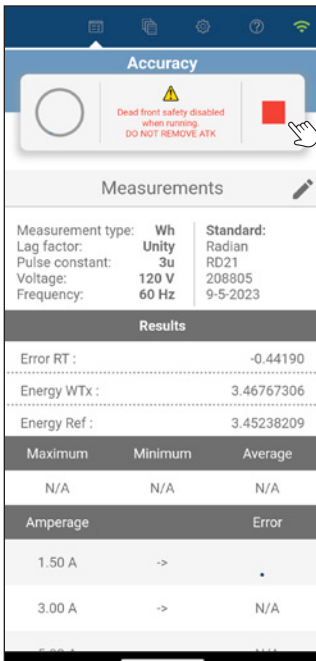 Accuracy
Dead front safety disabled
when running.
DO NOT REMOVE ATK
Measurements
Measurement type: Wh
Lag factor: Unity
Pulse constant: 3u
Voltage: 120 V
Frequency: 60 Hz
Standard:
Radian
RD21
208805
9-5-2023
Results
Error RT : -0.44190
Energy WTx : 3.46767306
Energy Ref : 3.45238209
Maximum Minimum Average
N/A N/A N/A
Amperage Error
1.50 A ->
3.00 A -> N/A